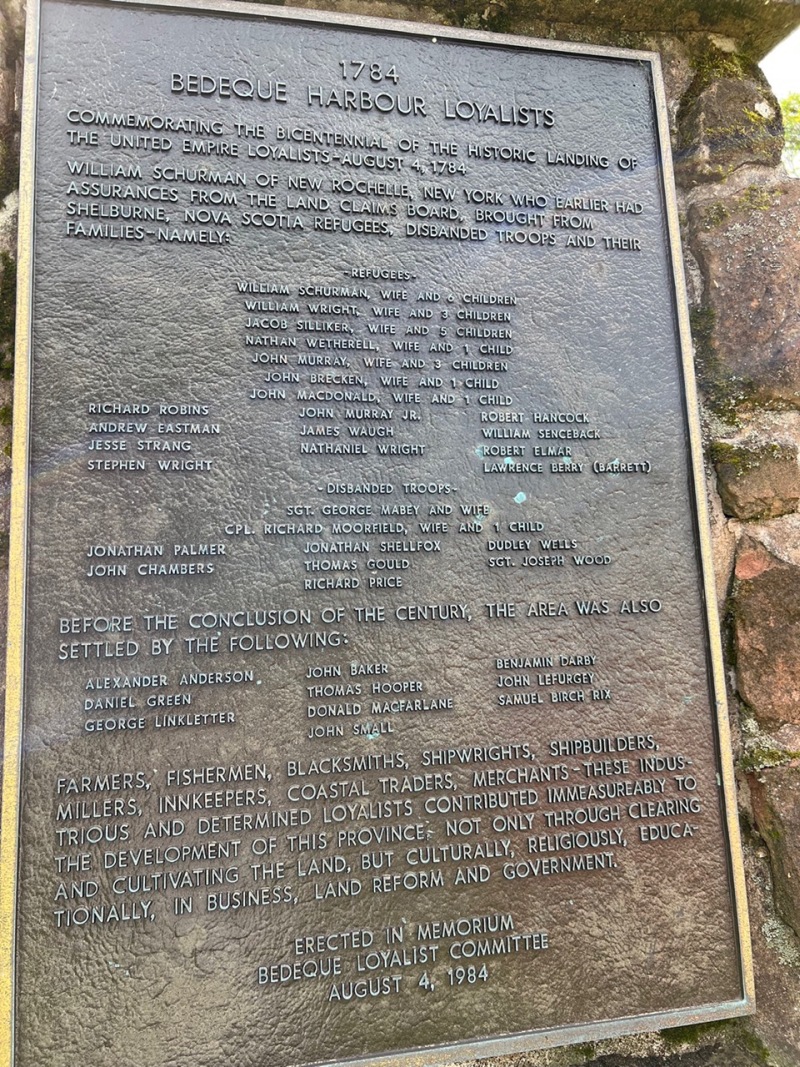 1784
BEDEQUE HARBOUR LOYALISTS
COMMEMORATING THE BICENTENNIAL OF THE HISTORIC LANDING OF
THE UNITED EMPIRE LOYALISTS-AUGUST 4, 1784
WILLIAM SCHURMAN OF NEW ROCHELLE, NEW YORK WHO EARLIER HAD
ASSURANCES FROM THE LAND CLAIMS BOARD, BROUGHT FROM
SHELBURNE, NOVA SCOTIA REFUGEES, DISBANDED TROOPS AND THEIR
FAMILIES-NAMELY:
-REFUGEES-
WILLIAM SCHURMAN, WIFE AND 6 CHILDREN
WILLIAM WRIGHT, WIFE AND 3 CHILDREN
JACOB SILLIKER, WIFE AND 5 CHILDREN
NATHAN WETHERELL, WIFE AND 1 CHILD
JOHN MURRAY, WIFE AND 3 CHILDREN
JOHN BRECKEN, WIFE AND 1 CHILD
JOHN MACDONALD, WIFE AND 1 CHILD
RICHARD ROBINS JOHN MURRAY JR. ROBERT HANCOCK
ANDREW EASTMAN JAMES WAUGH WILLIAM SENCEBACK
JESSE STRANG NATHANIEL WRIGHT ROBERT ELMAR
STEPHEN WRIGHT LAWRENCE BERRY (BARRETT)
-DISBANDED TROOPS-
SGT. GEORGE MABEY AND WIFE
CPL. RICHARD MOORFIELD, WIFE AND 1 CHILD
JONATHAN PALMER JONATHAN SHELLFOX DUDLEY WELLS
JOHN CHAMBERS THOMAS GOULD SGT. JOSEPH WOOD
RICHARD PRICE
BEFORE THE CONCLUSION OF THE CENTURY, THE AREA WAS ALSO
SETTLED BY THE FOLLOWING:
ALEXANDER ANDERSON JOHN BAKER BENJAMIN DARBY
DANIEL GREEN THOMAS HOOPER JOHN LEFURGEY
GEORGE LINKLETTER DONALD MACFARLANE SAMUEL BIRCH RIX
JOHN SMALL
FARMERS, FISHERMEN, BLACKSMITHS, SHIPWRIGHTS, SHIPBUILDERS,
MILLERS, INNKEEPERS, COASTAL TRADERS, MERCHANTS-THESE INDUS-
TRIOUS AND DETERMINED LOYALISTS CONTRIBUTED IMMEASUREABLY TO
THE DEVELOPMENT OF THIS PROVINCE; NOT ONLY THROUGH CLEARING
AND CULTIVATING THE LAND, BUT CULTURALLY, RELIGIOUSLY, EDUCA-
TIONALLY, IN BUSINESS, LAND REFORM AND GOVERNMENT.
ERECTED IN MEMORIUM
BEDEQUE LOYALIST COMMITTEE
AUGUST 4, 1984